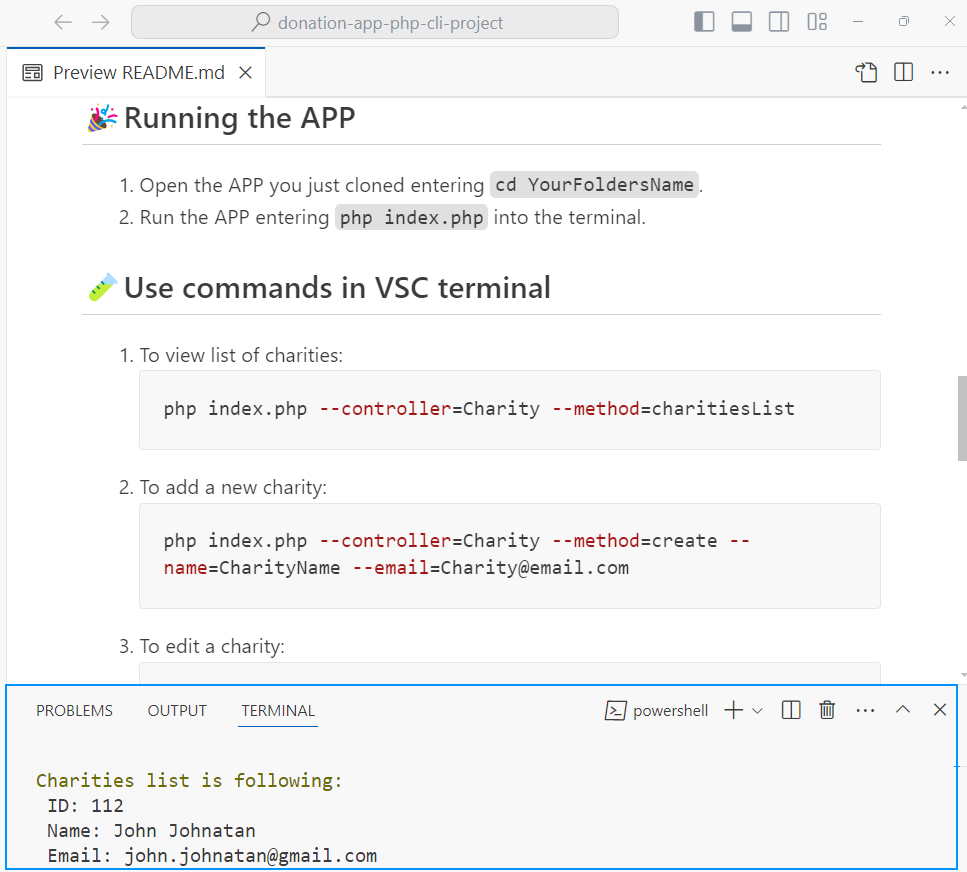 donation-app-php-cli-project
Preview README.md
🎉 Running the APP
1. Open the APP you just cloned entering cd YourFoldersName.
2. Run the APP entering php index.php into the terminal.
🧪 Use commands in VSC terminal
1. To view list of charities:
php index.php --controller=Charity --method=charitiesList
2. To add a new charity:
php index.php --controller=Charity --method=create --
name=CharityName --email=Charity@email.com
3. To edit a charity:
PROBLEMS OUTPUT TERMINAL powershell
Charities list is following:
ID: 112
Name: John Johnatan
Email: john.johnatan@gmail.com